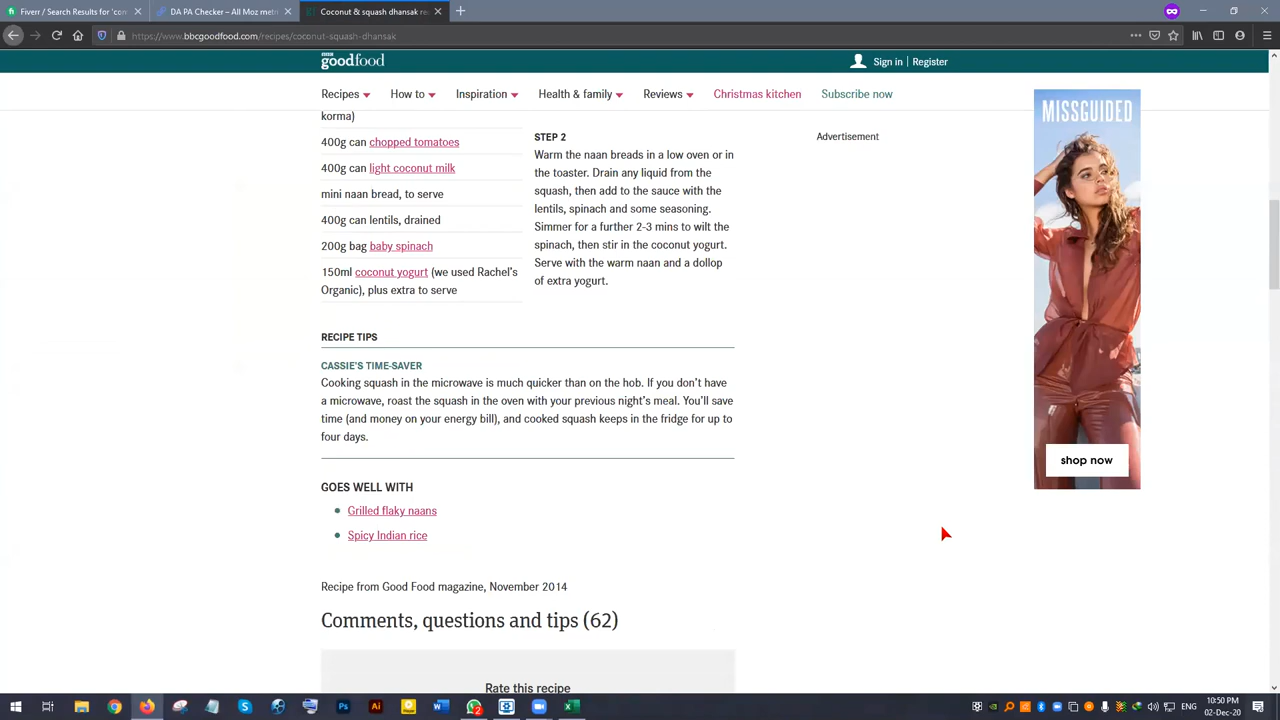 Fiverr / Search Results for 'con
DA PA Checker – All Moz metri
Coconut & squash dhansak re
https://www.bbcgoodfood.com/recipes/coconut-squash-dhansak
BBC
goodfood
Sign in | Register
Recipes
How to
Inspiration
Health & family
Reviews
Christmas kitchen
Subscribe now
korma)
400g can chopped tomatoes
400g can light coconut milk
mini naan bread, to serve
400g can lentils, drained
200g bag baby spinach
150ml coconut yogurt (we used Rachel's
Organic), plus extra to serve
STEP 2
Warm the naan breads in a low oven or in
the toaster. Drain any liquid from the
squash, then add to the sauce with the
lentils, spinach and some seasoning.
Simmer for a further 2-3 mins to wilt the
spinach, then stir in the coconut yogurt.
Serve with the warm naan and a dollop
of extra yogurt.
Advertisement
MISSGUIDED
shop now
RECIPE TIPS
CASSIE'S TIME-SAVER
Cooking squash in the microwave is much quicker than on the hob. If you don't have
a microwave, roast the squash in the oven with your previous night's meal. You'll save
time (and money on your energy bill), and cooked squash keeps in the fridge for up to
four days.
GOES WELL WITH
Grilled flaky naans
Spicy Indian rice
Recipe from Good Food magazine, November 2014
Comments, questions and tips (62)
Rate this recipe
10:50 PM
02-Dec-20